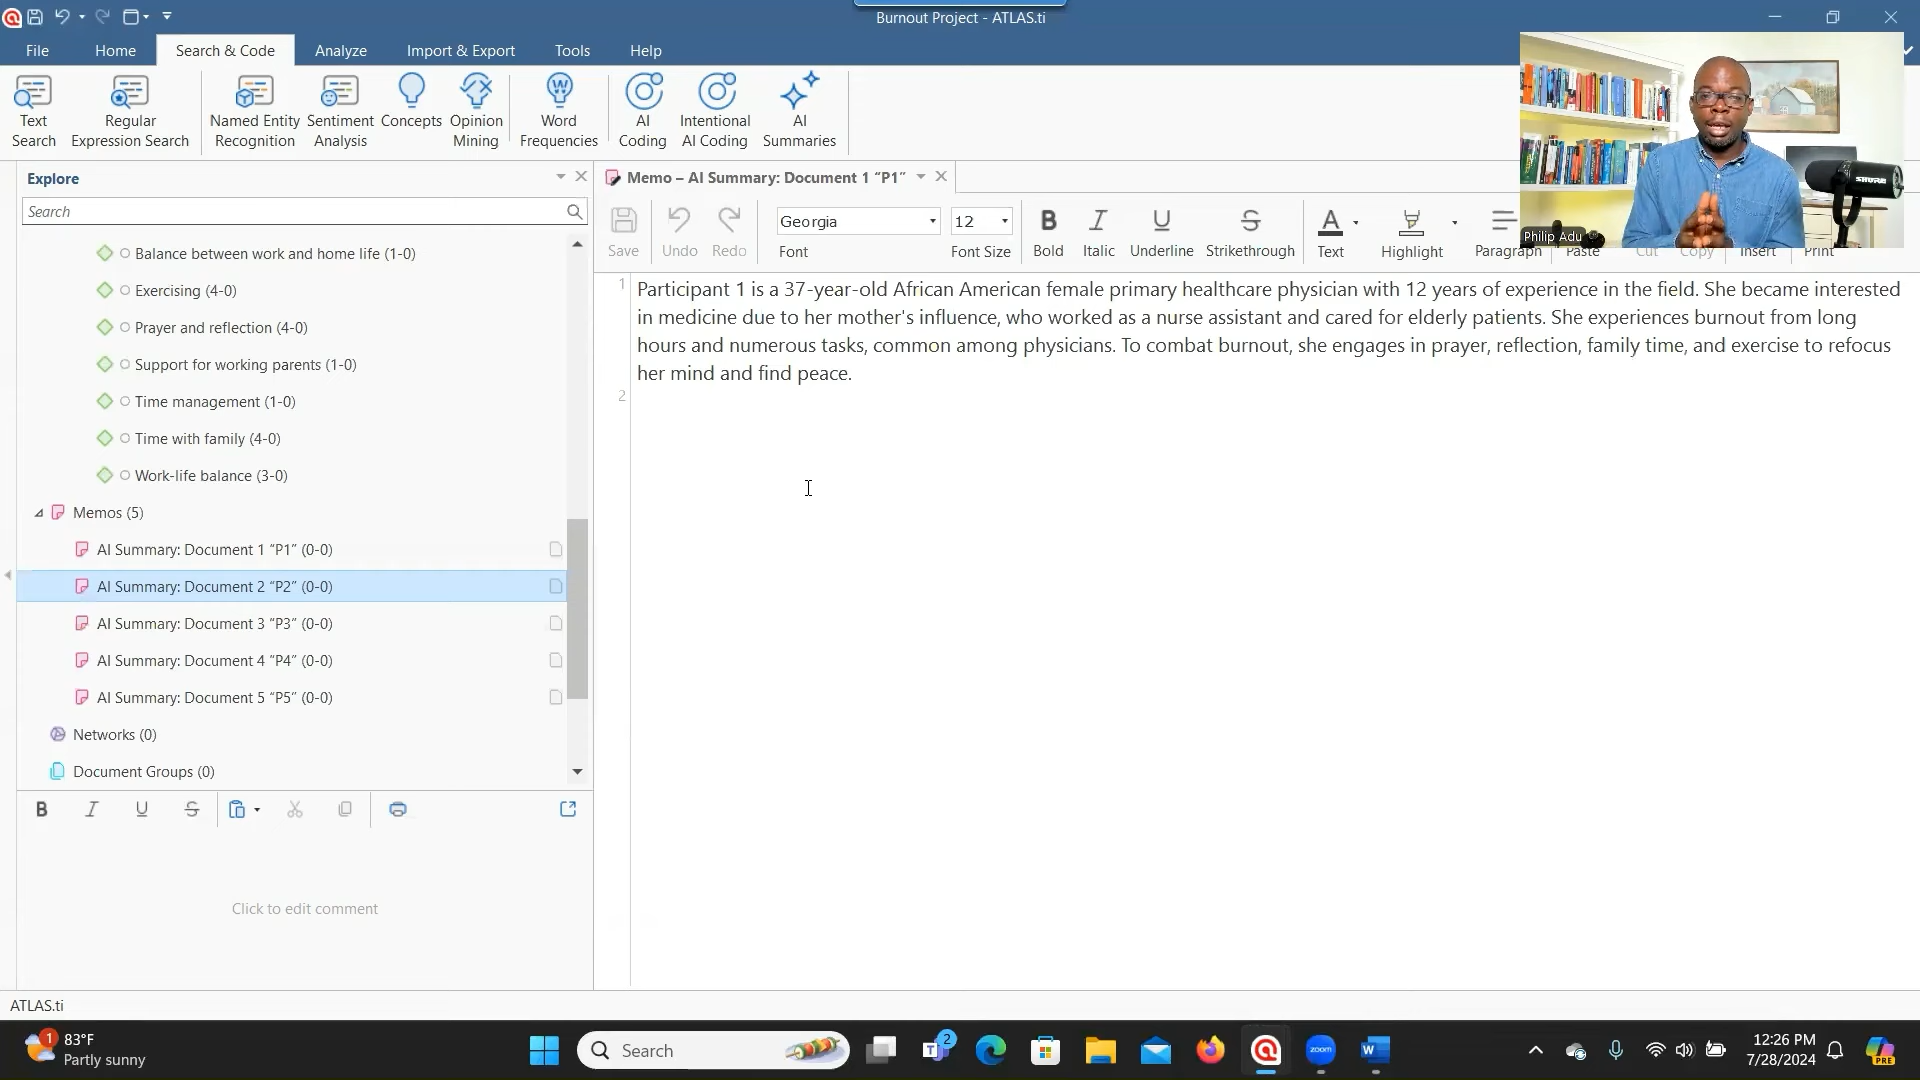 Burnout Project - ATLAS.ti
File Home Search & Code Analyze Import & Export Tools Help
Text Search
Regular Expression Search
Named Entity Recognition
Sentiment Analysis
Concepts
Opinion Mining
Word Frequencies
AI Coding
Intentional AI Coding
AI Summaries
Explore
Search
Balance between work and home life (1-0)
Exercising (4-0)
Prayer and reflection (4-0)
Support for working parents (1-0)
Time management (1-0)
Time with family (4-0)
Work-life balance (3-0)
Memos (5)
AI Summary: Document 1 “P1” (0-0)
AI Summary: Document 2 “P2” (0-0)
AI Summary: Document 3 “P3” (0-0)
AI Summary: Document 4 “P4” (0-0)
AI Summary: Document 5 “P5” (0-0)
Networks (0)
Document Groups (0)
B I U S
Click to edit comment
Memo – AI Summary: Document 1 “P1”
Georgia 12
Save Undo Redo Font Font Size Bold Italic Underline Strikethrough Text Highlight Paragraph Paste Cut Copy Insert Print
Philip Adu
SHURE
1
Participant 1 is a 37-year-old African American female primary healthcare physician with 12 years of experience in the field. She became interested
in medicine due to her mother's influence, who worked as a nurse assistant and cared for elderly patients. She experiences burnout from long
hours and numerous tasks, common among physicians. To combat burnout, she engages in prayer, reflection, family time, and exercise to refocus
her mind and find peace.
2
ATLAS.ti
1
83°F
Partly sunny
Search
2
zoom
12:26 PM
7/28/2024
PRE